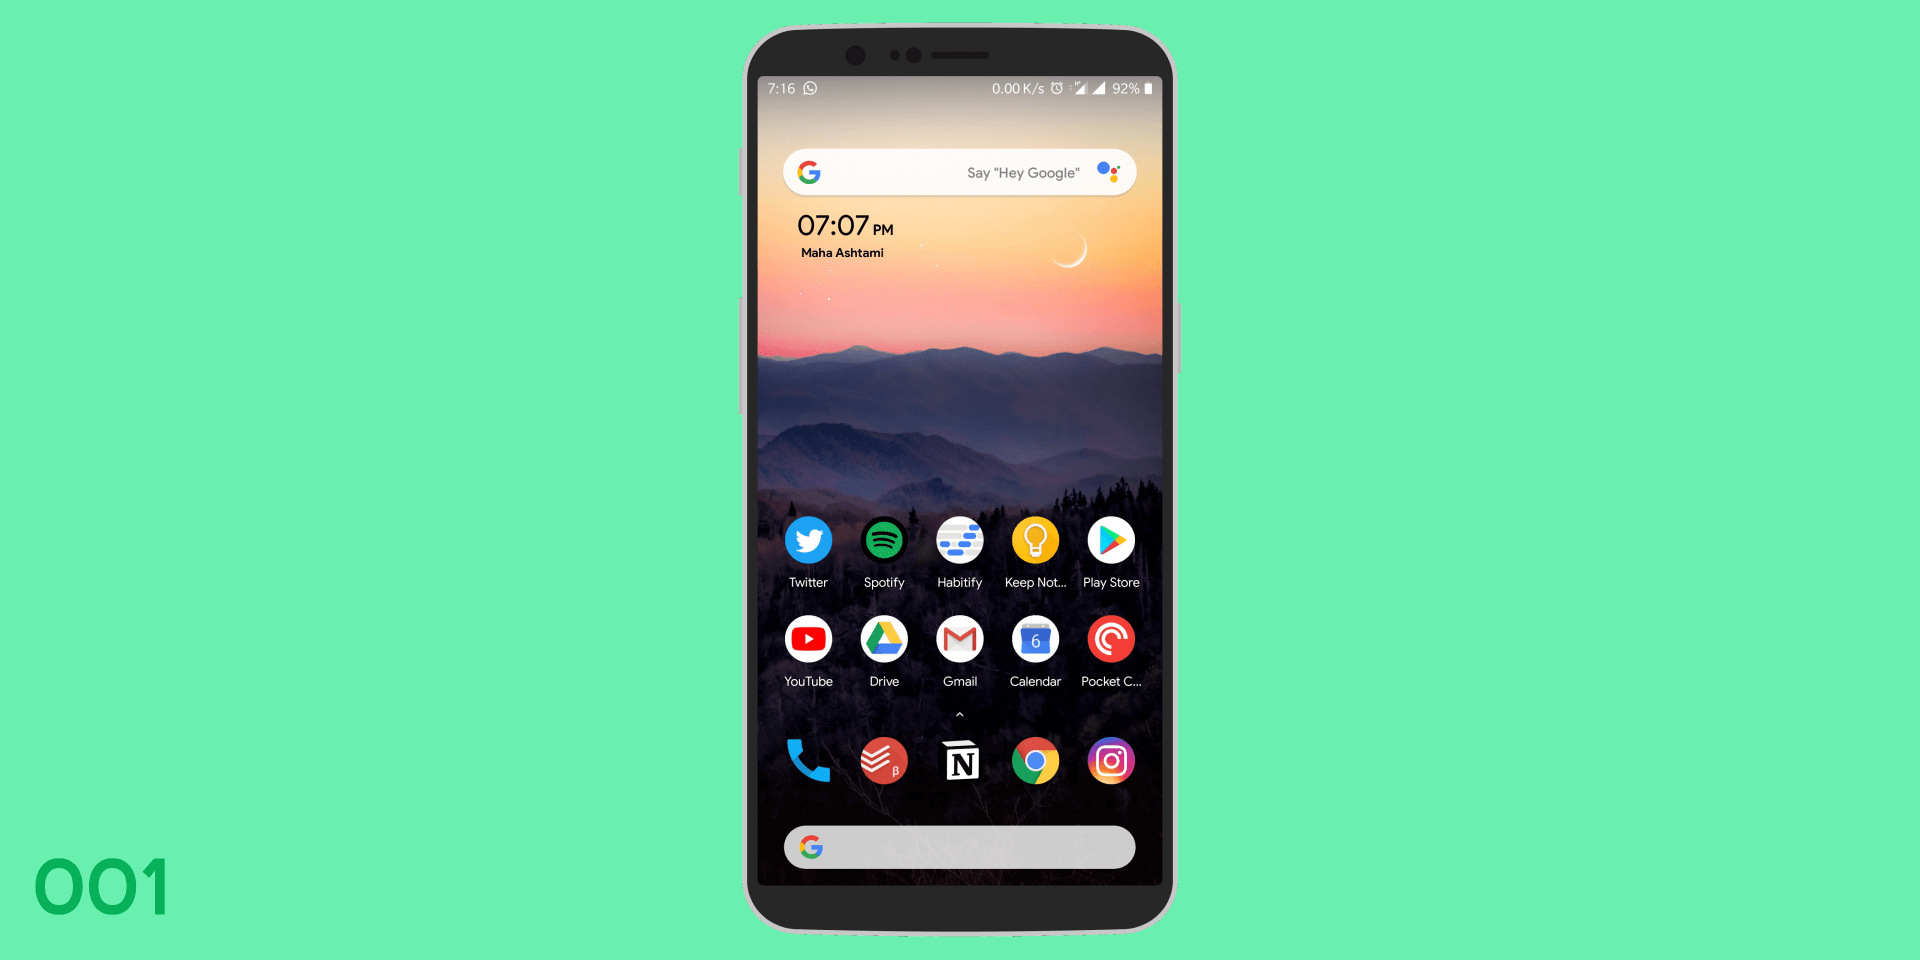 7:16
0.00 K/s 92%
Say "Hey Google"
07:07 PM
Maha Ashtami
Twitter Spotify Habitify Keep Not... Play Store
6
YouTube Drive Gmail Calendar Pocket C...
β N
001